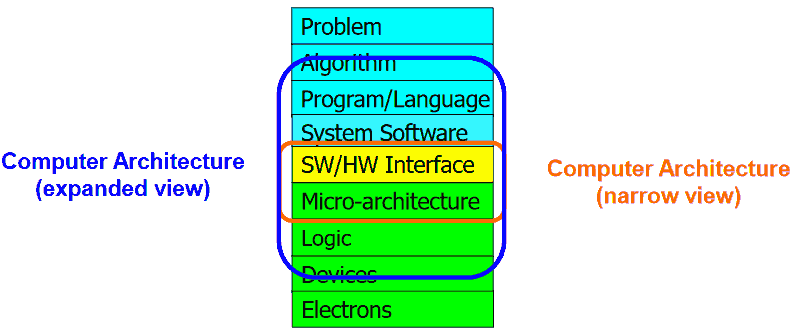 Problem
Algorithm
Program/Language
System Software
SW/HW Interface
Micro-architecture
Logic
Devices
Electrons
Computer Architecture
(expanded view)
Computer Architecture
(narrow view)